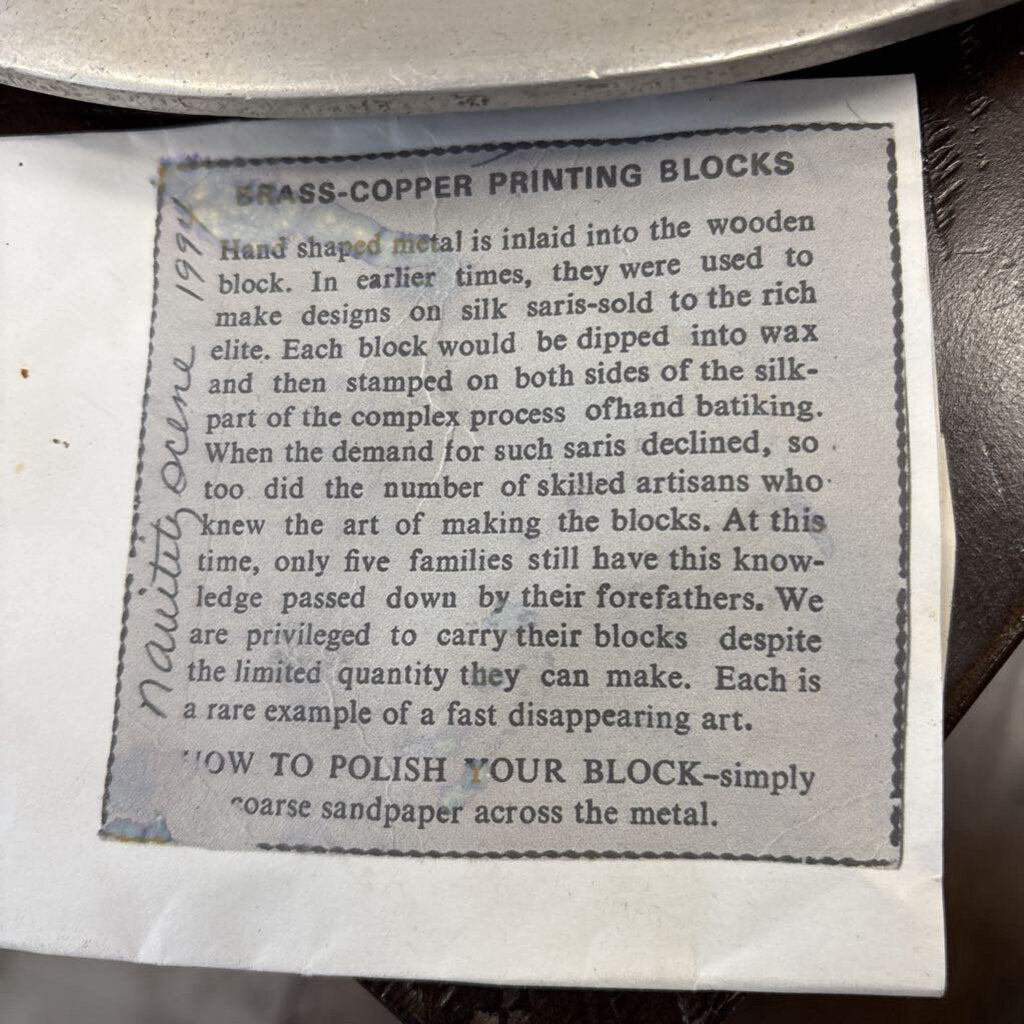 BRASS-COPPER PRINTING BLOCKS
Hand shaped metal is inlaid into the wooden
block. In earlier times, they were used to
make designs on silk saris-sold to the rich
elite. Each block would be dipped into wax
and then stamped on both sides of the silk-
part of the complex process ofhand batiking.
When the demand for such saris declined, so
too did the number of skilled artisans who
knew the art of making the blocks. At this
time, only five families still have this know-
ledge passed down by their forefathers. We
are privileged to carry their blocks despite
the limited quantity they can make. Each is
a rare example of a fast disappearing art.
HOW TO POLISH YOUR BLOCK-simply
coarse sandpaper across the metal.
1994